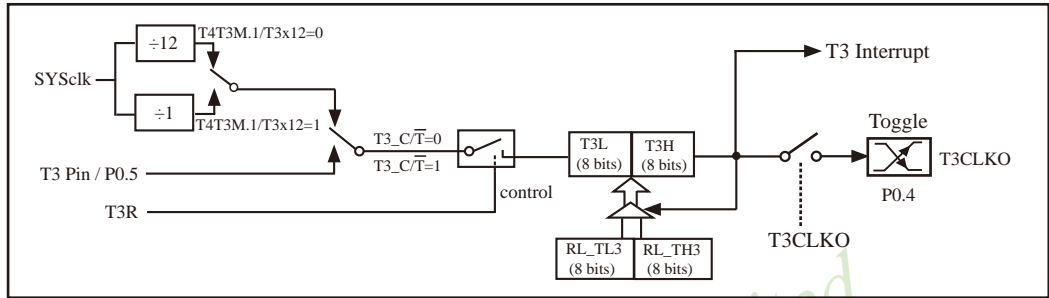 T4T3M.1/T3x12=0
÷12
SYSclk
÷1
T4T3M.1/T3x12=1
T3 Interrupt
Toggle
T3_C/T̅=0
T3_C/T̅=1
T3L
(8 bits)
T3H
(8 bits)
T3CLKO
P0.4
T3 Pin / P0.5
control
T3R
T3CLKO
RL_TL3
(8 bits)
RL_TH3
(8 bits)